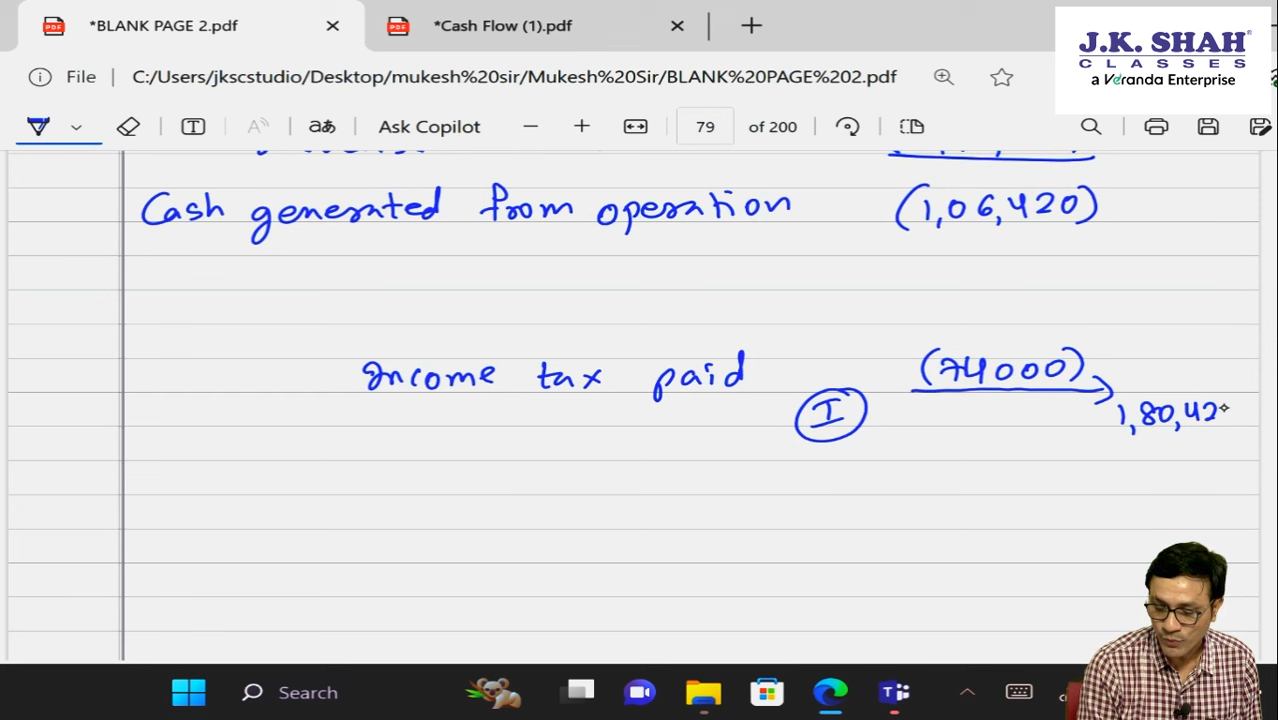 *BLANK PAGE 2.pdf
*Cash Flow (1).pdf
J.K. SHAH®
CLASSES
a Veranda Enterprise
File C:/Users/jkscstudio/Desktop/mukesh%20sir/Mukesh%20Sir/BLANK%20PAGE%202.pdf
Ask Copilot 79 of 200
Cash generated from operation (1,06,420)
Income tax paid (74000)
I 1,80,42
Search